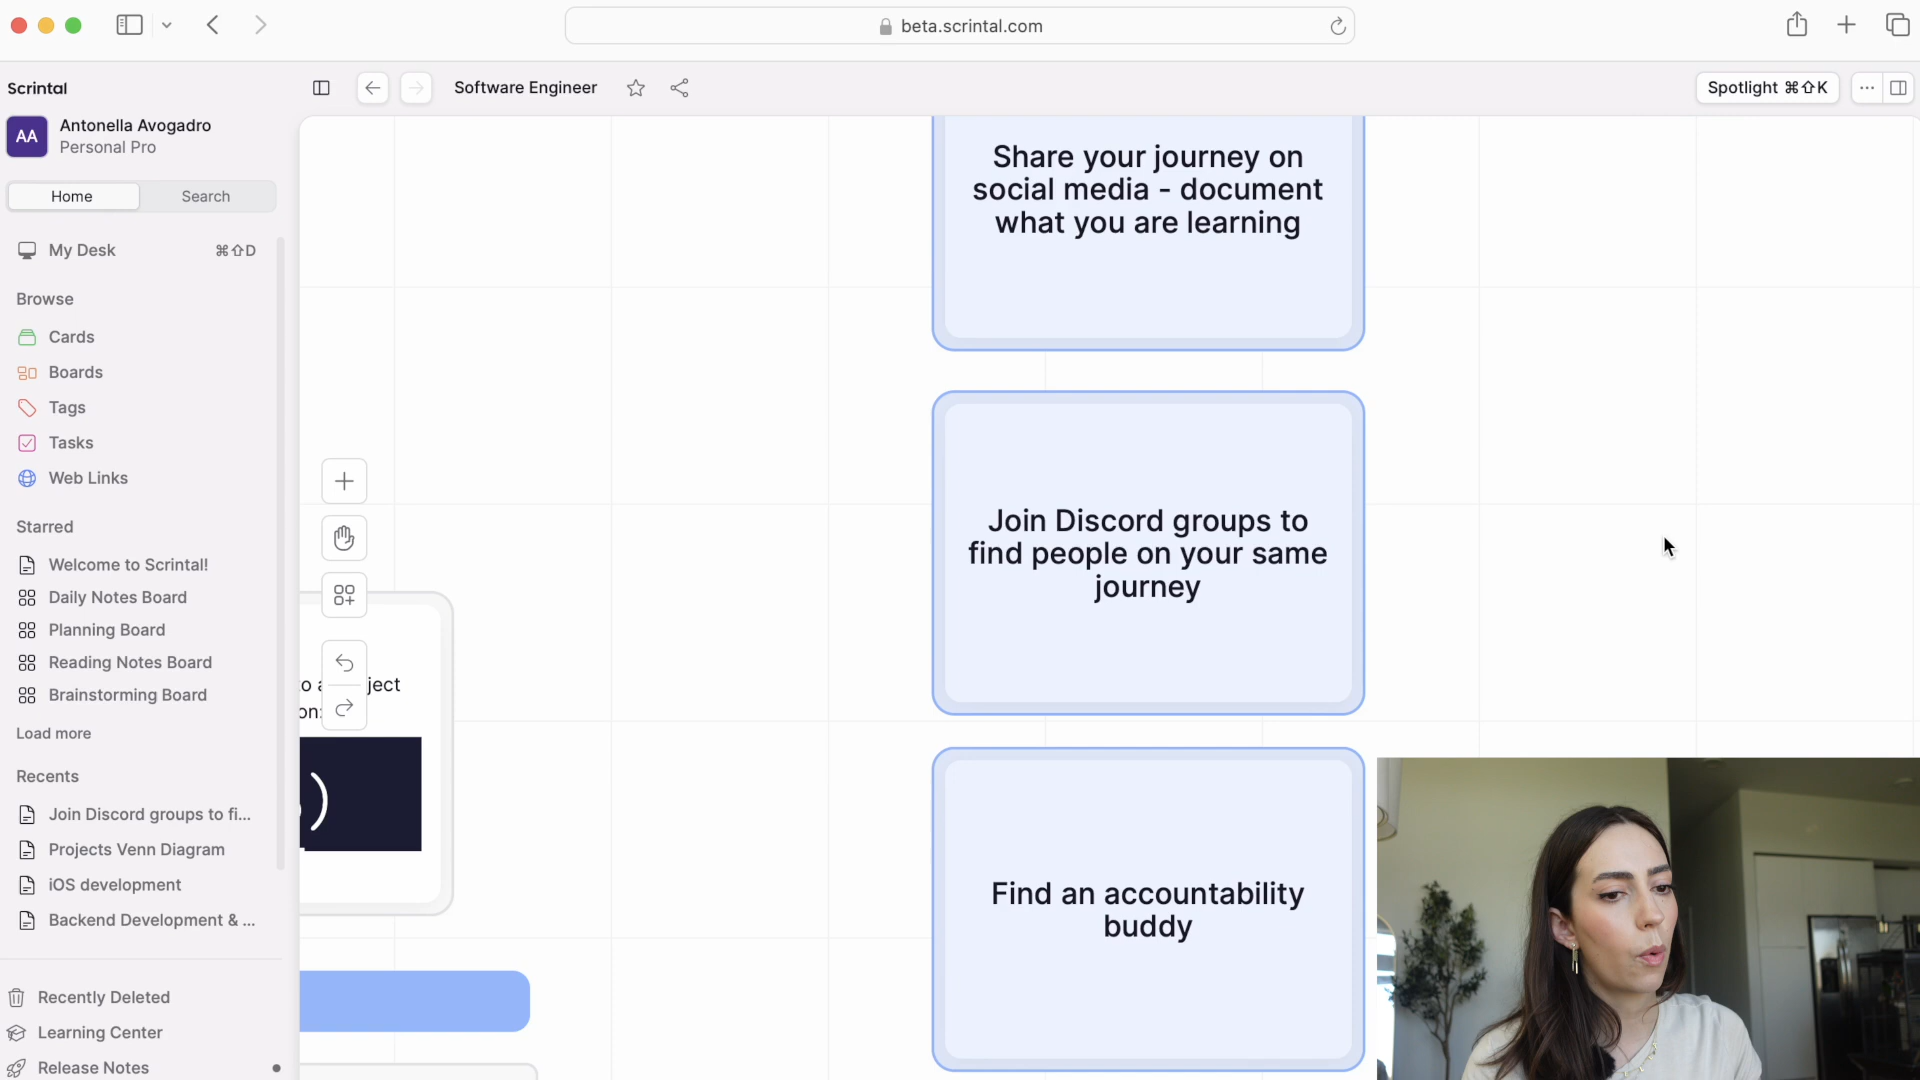 beta.scrintal.com
Scrintal
Software Engineer
Spotlight ⌘⇧K
AA
Antonella Avogadro
Personal Pro
Home
Search
My Desk
⌘⇧D
Browse
Cards
Boards
Tags
Tasks
Web Links
Starred
Welcome to Scrintal!
Daily Notes Board
Planning Board
Reading Notes Board
Brainstorming Board
Load more
Recents
Join Discord groups to fi...
Projects Venn Diagram
iOS development
Backend Development & ...
Recently Deleted
Learning Center
Release Notes
Share your journey on
social media - document
what you are learning
Join Discord groups to
find people on your same
journey
Find an accountability
buddy